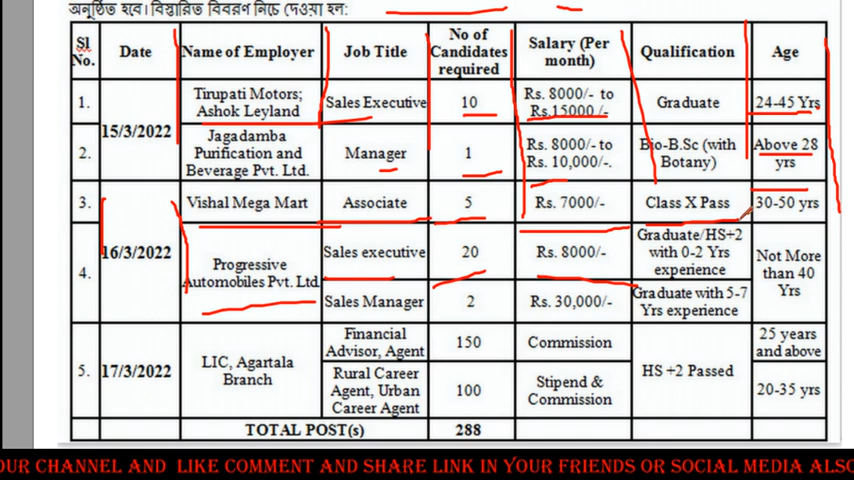 অনুষ্ঠিত হবে। বিস্তারিত বিবরণ নিচে দেওয়া হল:
Sl No. Date Name of Employer Job Title No of Candidates required Salary (Per month) Qualification Age
1. 15/3/2022 Tirupati Motors; Ashok Leyland Sales Executive 10 Rs. 8000/- to Rs.15000 /- Graduate 24-45 Yrs
2. Jagadamba Purification and Beverage Pvt. Ltd. Manager 1 Rs. 8000/- to Rs. 10,000/-. Bio-B.Sc (with Botany) Above 28 yrs
3. 16/3/2022 Vishal Mega Mart Associate 5 Rs. 7000/- Class X Pass 30-50 yrs
4. Progressive Automobiles Pvt. Ltd Sales executive 20 Rs. 8000/- Graduate/HS+2 with 0-2 Yrs experience Not More than 40 Yrs
Sales Manager 2 Rs. 30,000/- Graduate with 5-7 Yrs experience
5. 17/3/2022 LIC, Agartala Branch Financial Advisor, Agent 150 Commission HS +2 Passed 25 years and above
Rural Career Agent, Urban Career Agent 100 Stipend & Commission 20-35 yrs
TOTAL POST(s) 288
OUR CHANNEL AND LIKE COMMENT AND SHARE LINK IN YOUR FRIENDS OR SOCIAL MEDIA ALSO